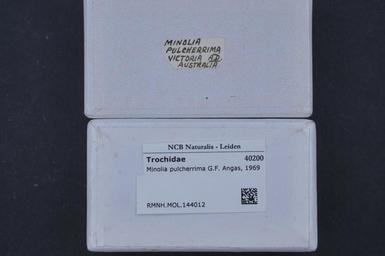 MINOLIA
PULCHERRIMA
VICTORIA
AUSTRALIA
NCB Naturalis - Leiden
Trochidae 40200
Minolia pulcherrima G.F. Angas, 1969
RMNH.MOL.144012